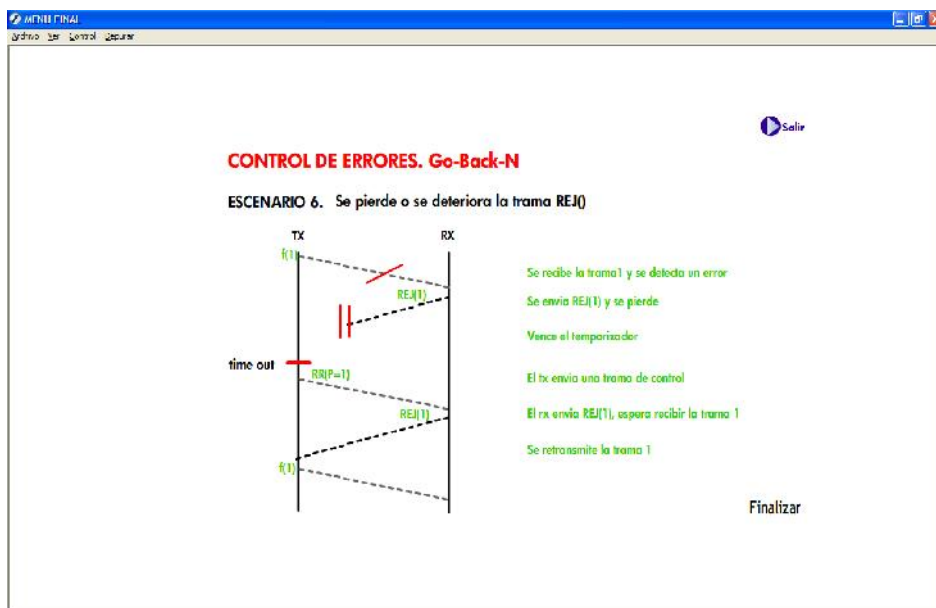 MENU FINAL
Archivo Ver Control Depurar
Salir
CONTROL DE ERRORES. Go-Back-N
ESCENARIO 6. Se pierde o se deteriora la trama REJ()
TX RX
f(1)
Se recibe la trama1 y se detecta un error
REJ(1)
Se envia REJ(1) y se pierde
Vence el temporizador
time out
RR(P=1)
El tx envia una trama de control
REJ(1)
El rx envia REJ(1), espera recibir la trama 1
Se retransmite la trama 1
f(1)
Finalizar